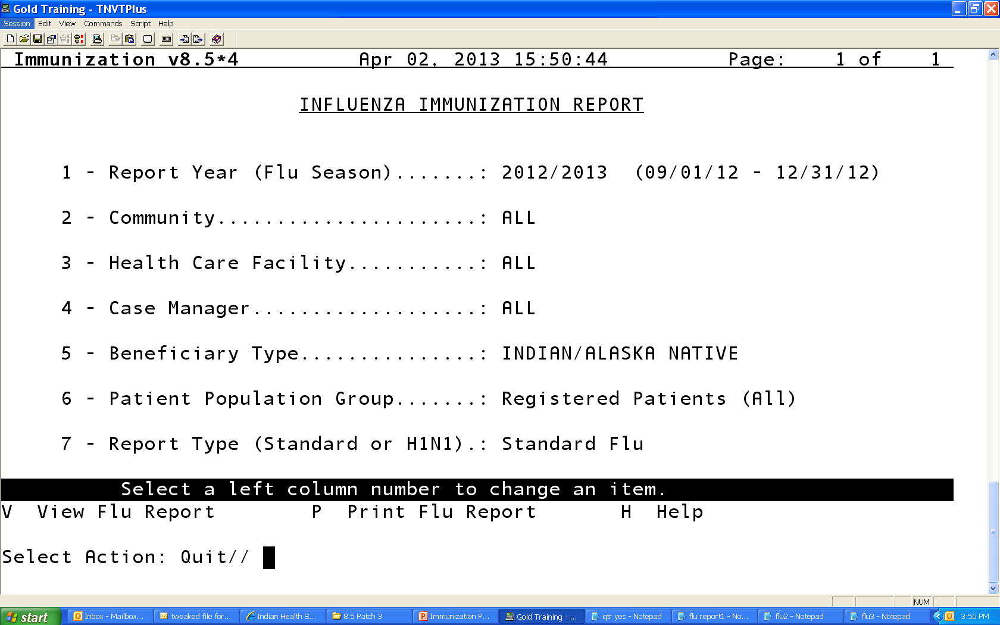 Gold Training - TNVTPlus
Session Edit View Commands Script Help
Immunization v8.5*4 Apr 02, 2013 15:50:44 Page: 1 of 1
INFLUENZA IMMUNIZATION REPORT
1 - Report Year (Flu Season).......: 2012/2013 (09/01/12 - 12/31/12)
2 - Community......................: ALL
3 - Health Care Facility...........: ALL
4 - Case Manager...................: ALL
5 - Beneficiary Type...............: INDIAN/ALASKA NATIVE
6 - Patient Population Group.......: Registered Patients (All)
7 - Report Type (Standard or H1N1).: Standard Flu
Select a left column number to change an item.
V View Flu Report P Print Flu Report H Help
Select Action: Quit//
NUM
start Inbox - Mailbox... tweaked file for... Indian Health S... 8.5 Patch 3 Immunization P... Gold Training - ... qtr yes - Notepad flu report1 - No... flu2 - Notepad flu3 - Notepad 3:50 PM